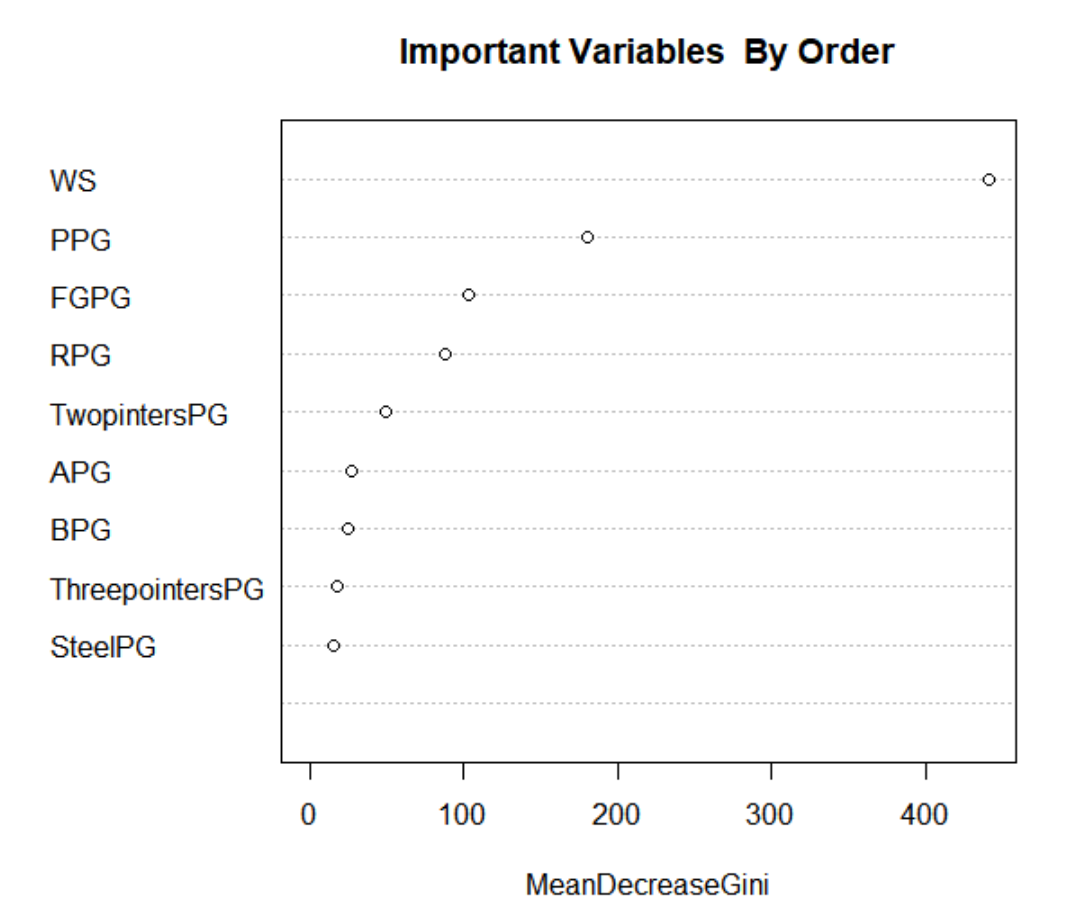 Important Variables  By Order
WS
PPG
FGPG
RPG
TwopintersPG
APG
BPG
ThreepointersPG
SteelPG
0 100 200 300 400
MeanDecreaseGini